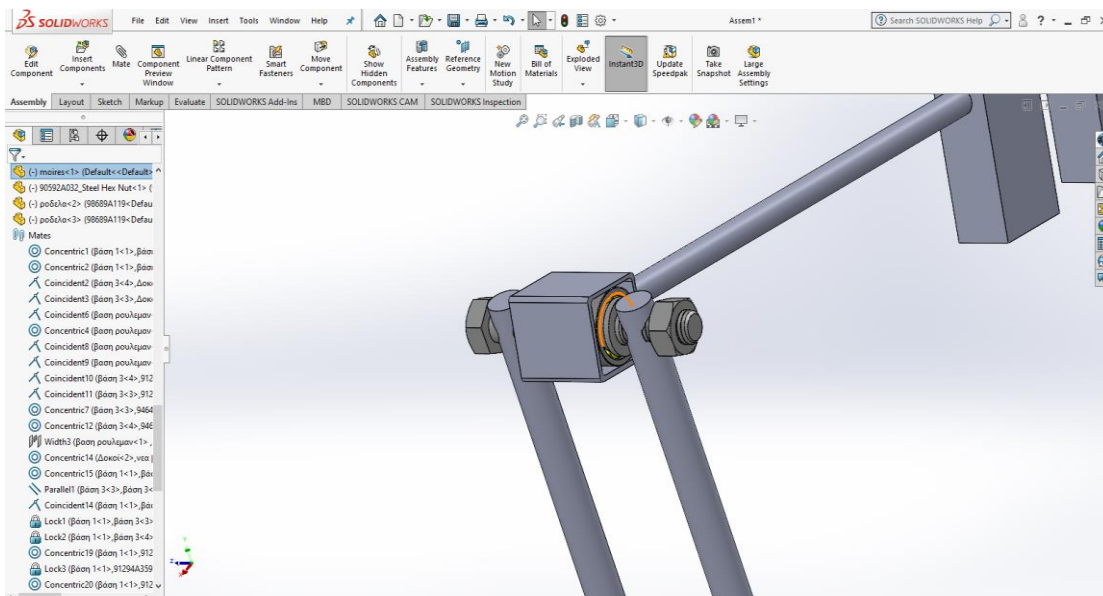 SOLIDWORKS File Edit View Insert Tools Window Help Assem1 * Search SOLIDWORKS Help
Edit Component
Insert Components
Mate
Component Preview Window
Linear Component Pattern
Smart Fasteners
Move Component
Show Hidden Components
Assembly Features
Reference Geometry
New Motion Study
Bill of Materials
Exploded View
Instant3D
Update Speedpak
Take Snapshot
Large Assembly Settings
Assembly Layout Sketch Markup Evaluate SOLIDWORKS Add-Ins MBD SOLIDWORKS CAM SOLIDWORKS Inspection
(-) moires<1> (Default<<Default>
(-) 90592A032_Steel Hex Nut<1> (
(-) ροδελα<2> (98689A119<Defau
(-) ροδελα<3> (98689A119<Defau
Mates
Concentric1 (βάση 1<1>,βάση
Concentric2 (βάση 1<1>,βάση
Coincident2 (βάση 3<4>,Δοκο
Coincident3 (βάση 3<3>,Δοκο
Coincident6 (βαση ρουλεμαν
Concentric4 (βαση ρουλεμαν
Coincident8 (βαση ρουλεμαν
Coincident9 (βαση ρουλεμαν
Coincident10 (βάση 3<4>,912
Coincident11 (βάση 3<3>,912
Concentric7 (βάση 3<3>,9464
Concentric12 (βάση 3<4>,946
Width3 (βαση ρουλεμαν<1> ,
Concentric14 (Δοκοί<2>,νεα
Concentric15 (βάση 1<1>,βάσ
Parallel1 (βάση 3<3>,βάση 3<
Coincident14 (βάση 1<1>,βάσ
Lock1 (βάση 1<1>,βάση 3<3>
Lock2 (βάση 1<1>,βάση 3<4>
Concentric19 (βάση 1<1>,912
Lock3 (βάση 1<1>,91294A359
Concentric20 (βάση 1<1>,912